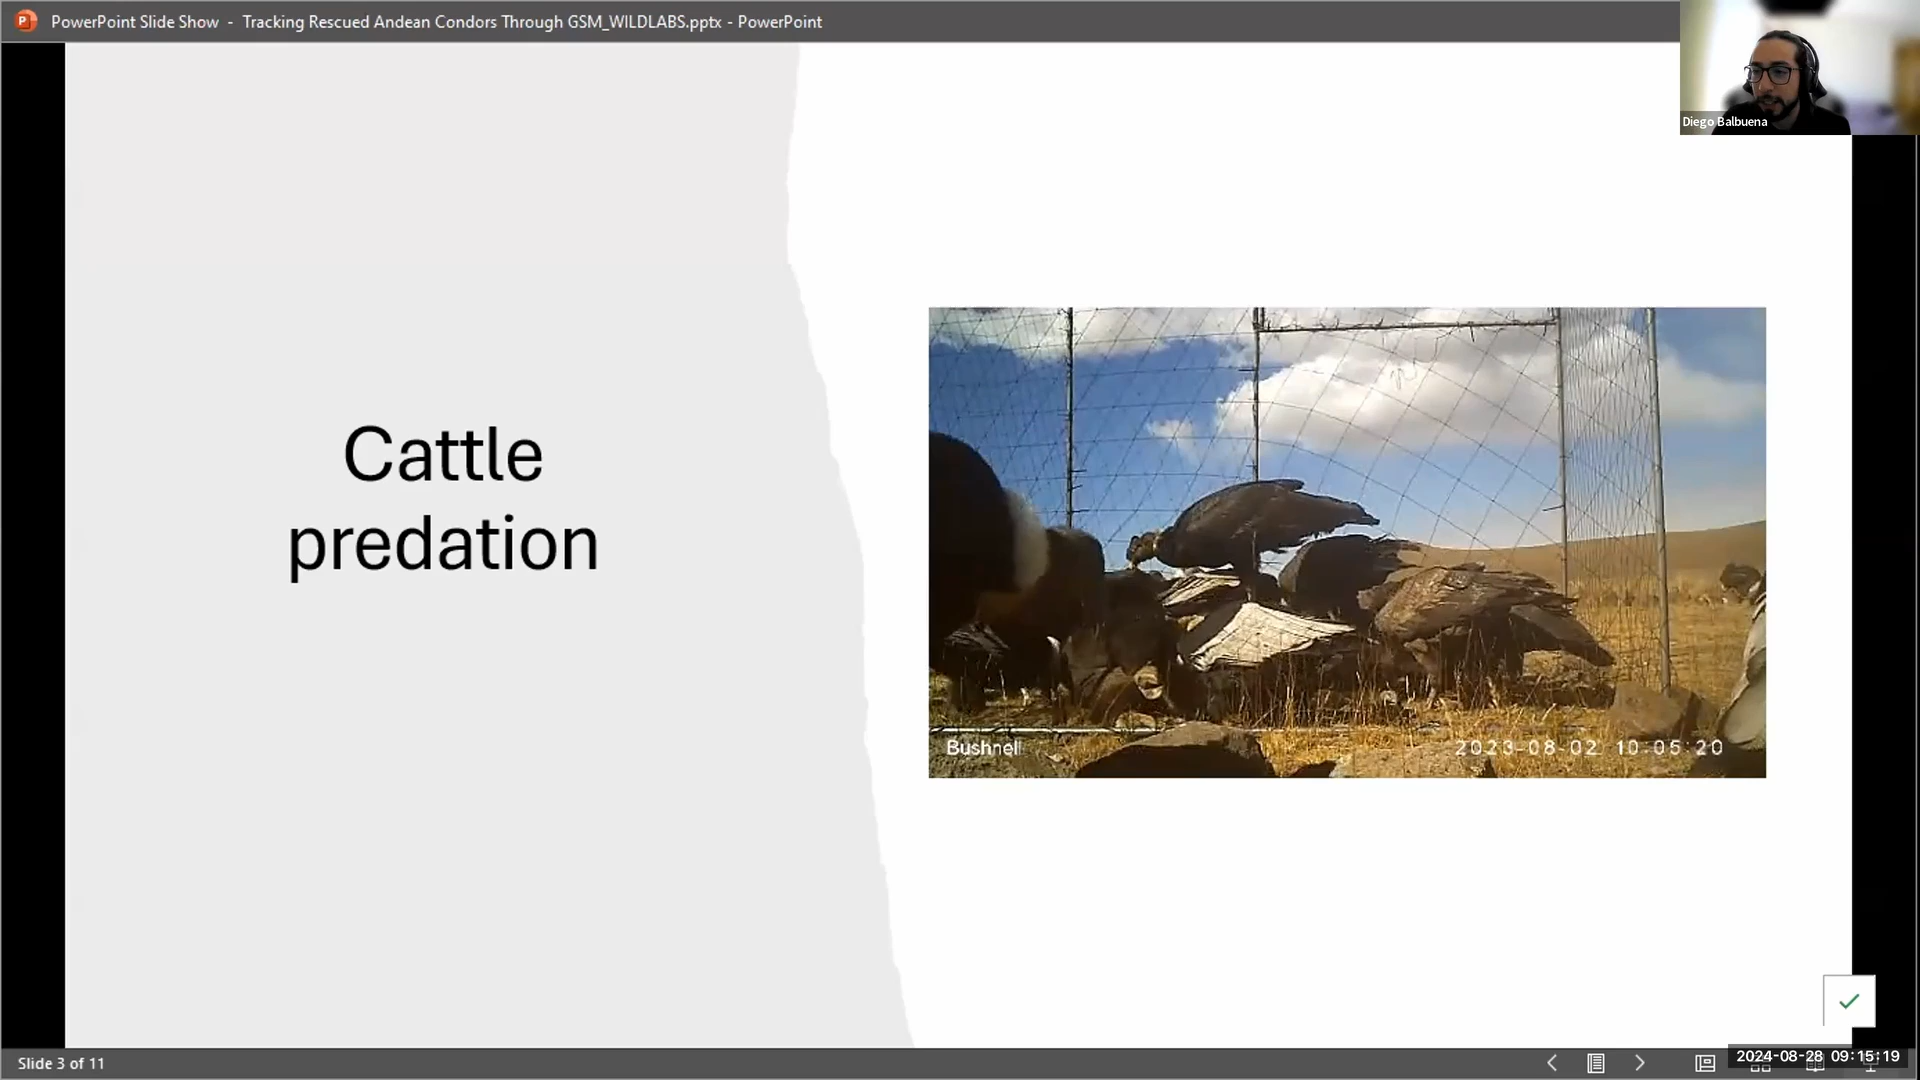 PowerPoint Slide Show - Tracking Rescued Andean Condors Through GSM_WILDLABS.pptx - PowerPoint
Diego Balbuena
Cattle
predation
Bushnell
2023-08-02 10:05:20
Slide 3 of 11
2024-08-28 09:15:19